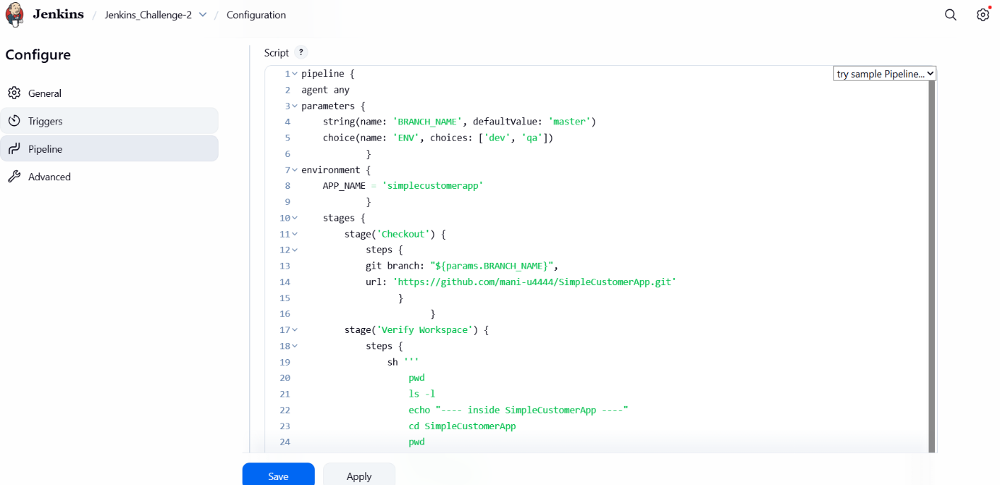 Jenkins / Jenkins_Challenge-2 / Configuration
Configure
General
Triggers
Pipeline
Advanced
Script ?
try sample Pipeline...
1 pipeline {
2 agent any
3 parameters {
4 string(name: 'BRANCH_NAME', defaultValue: 'master')
5 choice(name: 'ENV', choices: ['dev', 'qa'])
6 }
7 environment {
8 APP_NAME = 'simplecustomerapp'
9 }
10 stages {
11 stage('Checkout') {
12 steps {
13 git branch: "${params.BRANCH_NAME}",
14 url: 'https://github.com/mani-u4444/SimpleCustomerApp.git'
15 }
16 }
17 stage('Verify Workspace') {
18 steps {
19 sh '''
20 pwd
21 ls -l
22 echo "---- inside SimpleCustomerApp ----"
23 cd SimpleCustomerApp
24 pwd
Save
Apply